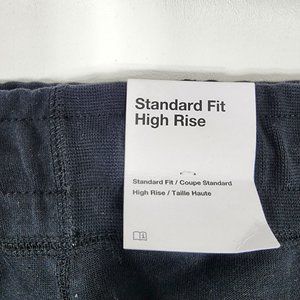 Standard Fit
High Rise
Standard Fit / Coupe Standard
High Rise / Taille Haute